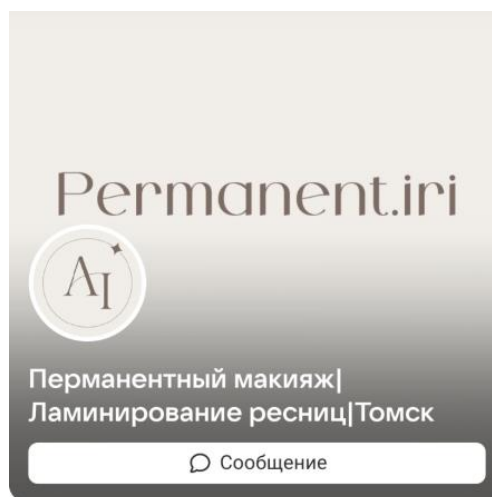 Permanent.iri
AI
Перманентный макияж|
Ламинирование ресниц|Томск
Сообщение